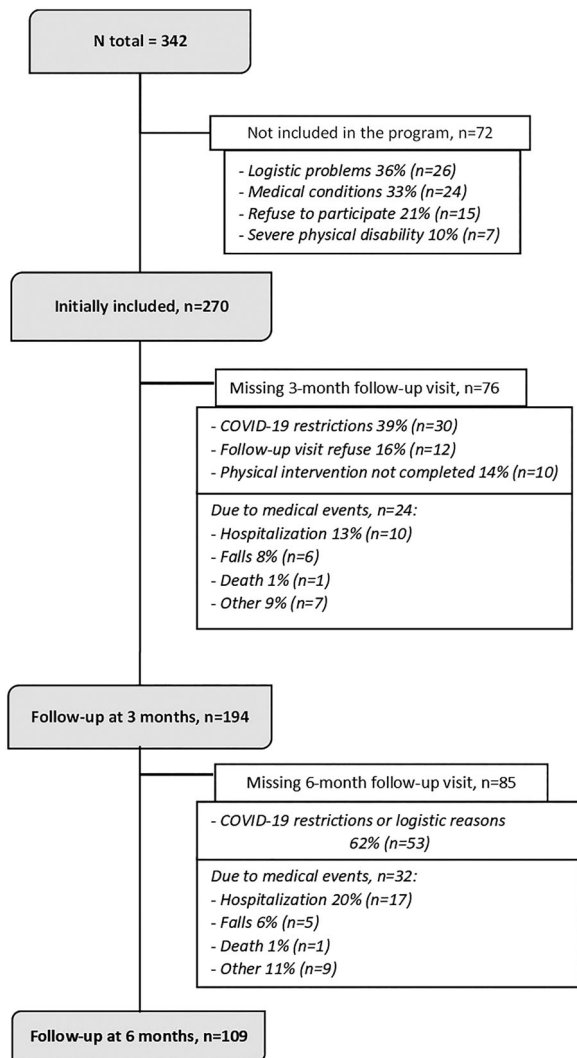 N total = 342
Not included in the program, n=72
- Logistic problems 36% (n=26)
- Medical conditions 33% (n=24)
- Refuse to participate 21% (n=15)
- Severe physical disability 10% (n=7)
Initially included, n=270
Missing 3-month follow-up visit, n=76
- COVID-19 restrictions 39% (n=30)
- Follow-up visit refuse 16% (n=12)
- Physical intervention not completed 14% (n=10)
Due to medical events, n=24:
- Hospitalization 13% (n=10)
- Falls 8% (n=6)
- Death 1% (n=1)
- Other 9% (n=7)
Follow-up at 3 months, n=194
Missing 6-month follow-up visit, n=85
- COVID-19 restrictions or logistic reasons
62% (n=53)
Due to medical events, n=32:
- Hospitalization 20% (n=17)
- Falls 6% (n=5)
- Death 1% (n=1)
- Other 11% (n=9)
Follow-up at 6 months, n=109